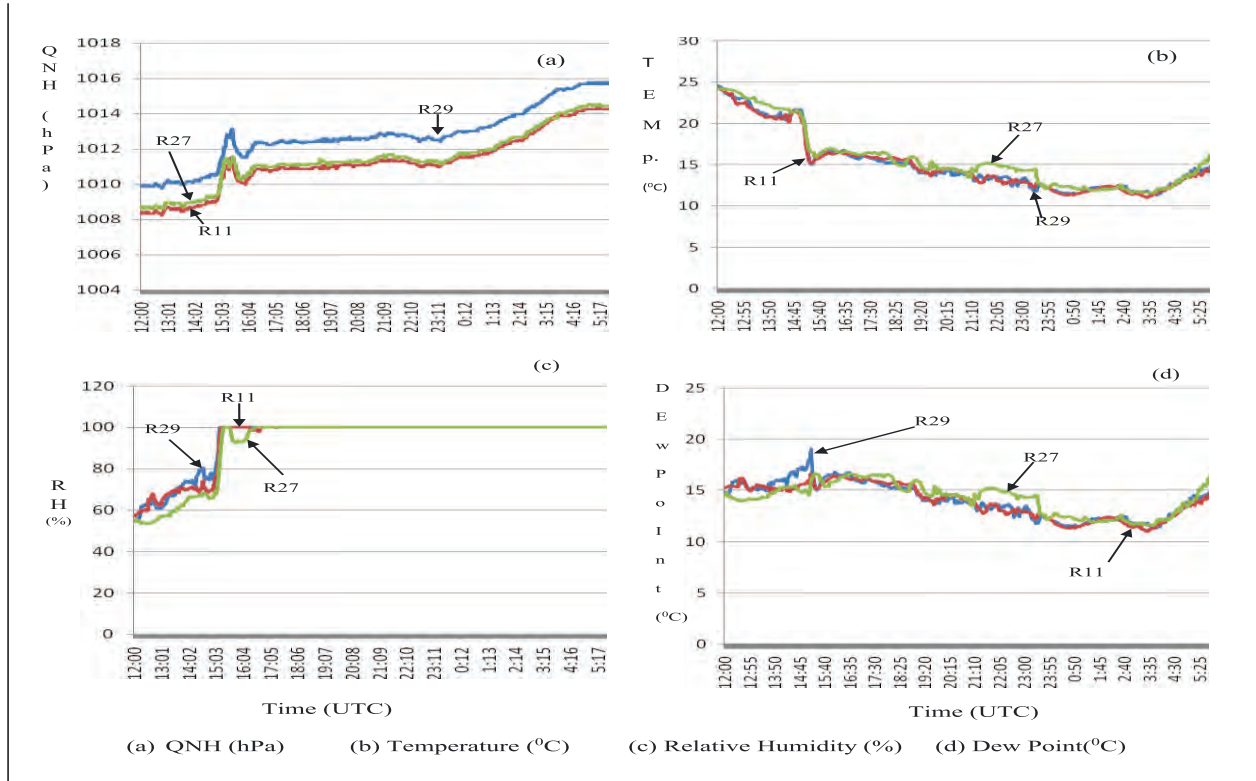 QNH (hPa)
1018
1016
1014
1012
1010
1008
1006
1004
(a)
R29
R27
R11
12:00 13:01 14:02 15:03 16:04 17:05 18:06 19:07 20:08 21:09 22:10 23:11 0:12 1:13 2:14 3:15 4:16 5:17
TEMP. (⁰C)
30
25
20
15
10
5
0
(b)
R27
R11
R29
12:00 12:55 13:50 14:45 15:40 16:35 17:30 18:25 19:20 20:15 21:10 22:05 23:00 23:55 0:50 1:45 2:40 3:35 4:30 5:25
RH (%)
120
100
80
60
40
20
0
(c)
R11
R29
R27
12:00 13:01 14:02 15:03 16:04 17:05 18:06 19:07 20:08 21:09 22:10 23:11 0:12 1:13 2:14 3:15 4:16 5:17
Time (UTC)
DEwPoInt (⁰C)
25
20
15
10
5
0
(d)
R29
R27
R11
12:00 12:55 13:50 14:45 15:40 16:35 17:30 18:25 19:20 20:15 21:10 22:05 23:00 23:55 0:50 1:45 2:40 3:35 4:30 5:25
Time (UTC)
(a) QNH (hPa) (b) Temperature (⁰C) (c) Relative Humidity (%) (d) Dew Point(⁰C)